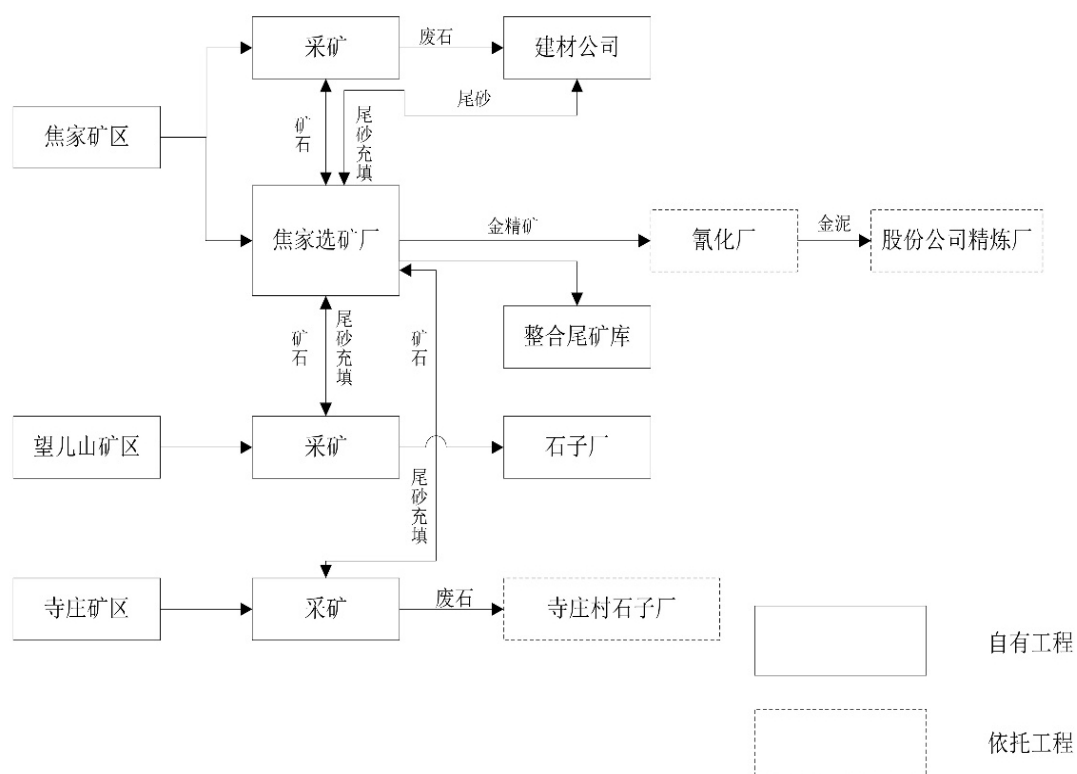 采矿
废石
建材公司
尾砂
焦家矿区
矿石
尾砂充填
焦家选矿厂
金精矿
氰化厂
金泥
股份公司精炼厂
整合尾矿库
矿石
尾砂充填
矿石
望儿山矿区
采矿
石子厂
尾砂充填
寺庄矿区
采矿
废石
寺庄村石子厂
自有工程
依托工程